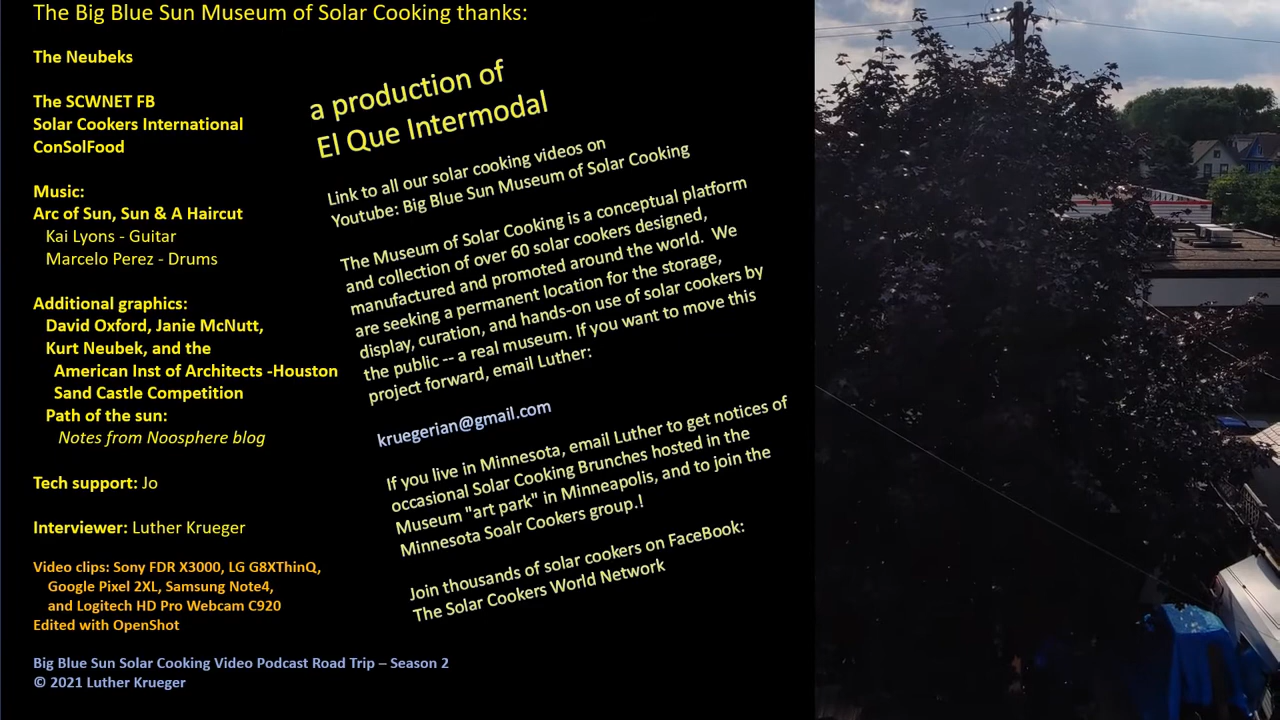 The Big Blue Sun Museum of Solar Cooking thanks:
The Neubeks
The SCWNET FB
Solar Cookers International
ConSolFood
Music:
Arc of Sun, Sun & A Haircut
Kai Lyons - Guitar
Marcelo Perez - Drums
Additional graphics:
David Oxford, Janie McNutt,
Kurt Neubek, and the
American Inst of Architects -Houston
Sand Castle Competition
Path of the sun:
Notes from Noosphere blog
Tech support: Jo
Interviewer: Luther Krueger
Video clips: Sony FDR X3000, LG G8XThinQ,
Google Pixel 2XL, Samsung Note4,
and Logitech HD Pro Webcam C920
Edited with OpenShot
Big Blue Sun Solar Cooking Video Podcast Road Trip – Season 2
© 2021 Luther Krueger
a production of
El Que Intermodal
Link to all our solar cooking videos on
Youtube: Big Blue Sun Museum of Solar Cooking
The Museum of Solar Cooking is a conceptual platform
and collection of over 60 solar cookers designed,
manufactured and promoted around the world. We
are seeking a permanent location for the storage,
display, curation, and hands-on use of solar cookers by
the public -- a real museum. If you want to move this
project forward, email Luther:
kruegerian@gmail.com
If you live in Minnesota, email Luther to get notices of
occasional Solar Cooking Brunches hosted in the
Museum "art park" in Minneapolis, and to join the
Minnesota Soalr Cookers group.!
Join thousands of solar cookers on FaceBook:
The Solar Cookers World Network